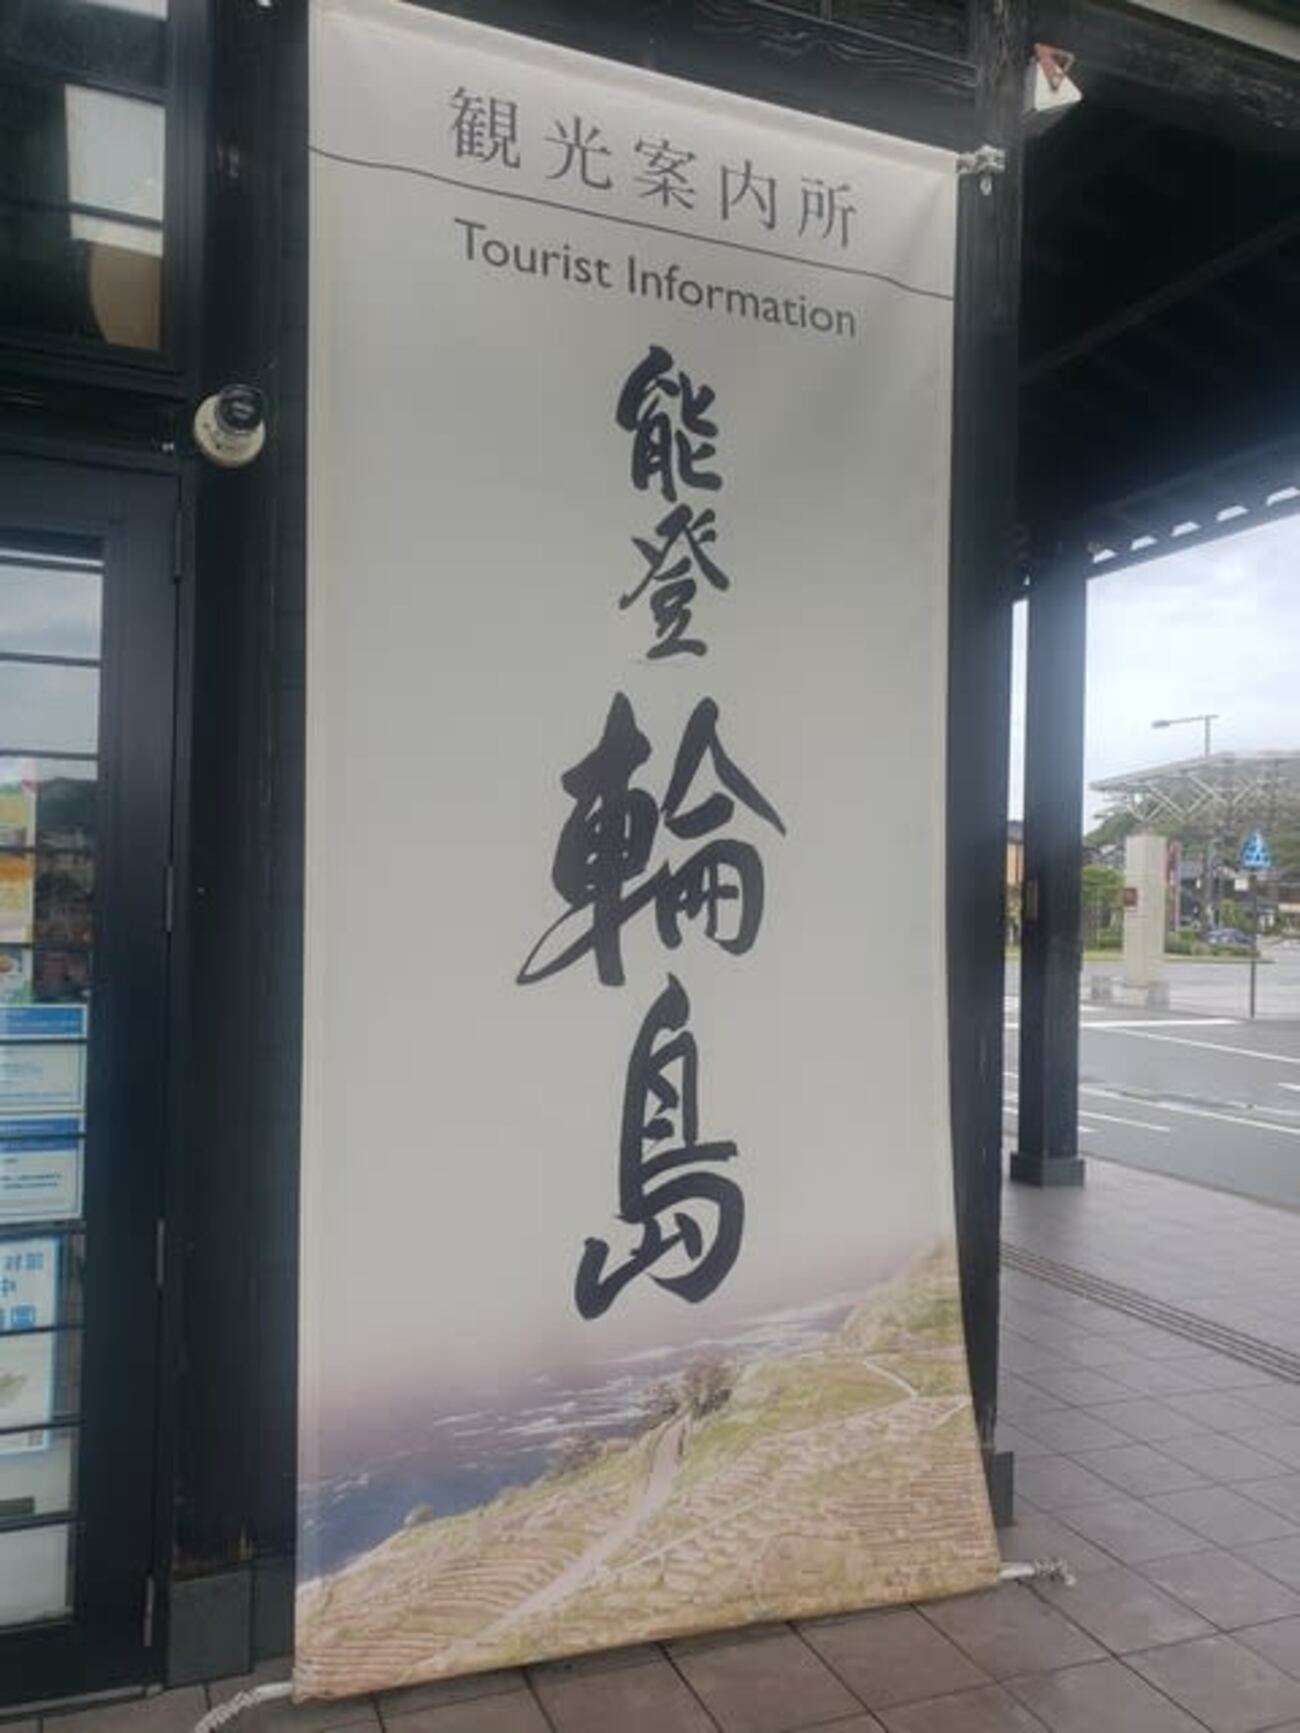 観光案内所
Tourist Information
能登
輪島